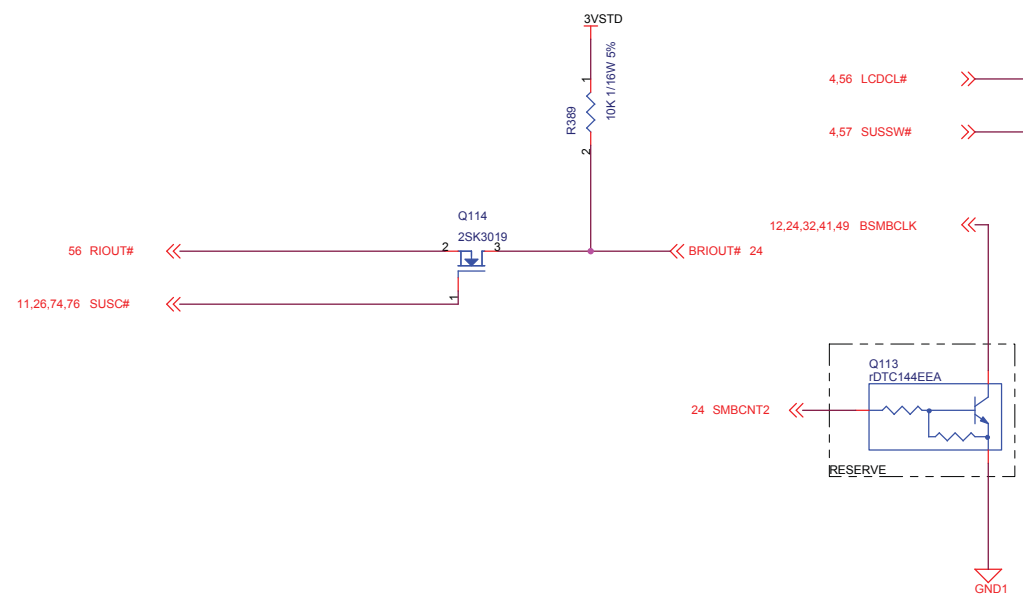 3VSTD
1
R389
10K 1/16W 5%
2
4,56 LCDCL#
4,57 SUSSW#
Q114
2SK3019
12,24,32,41,49 BSMBCLK
56 RIOUT#
2
3
BRIOUT# 24
11,26,74,76 SUSC#
1
Q113
rDTC144EEA
24 SMBCNT2
RESERVE
GND1